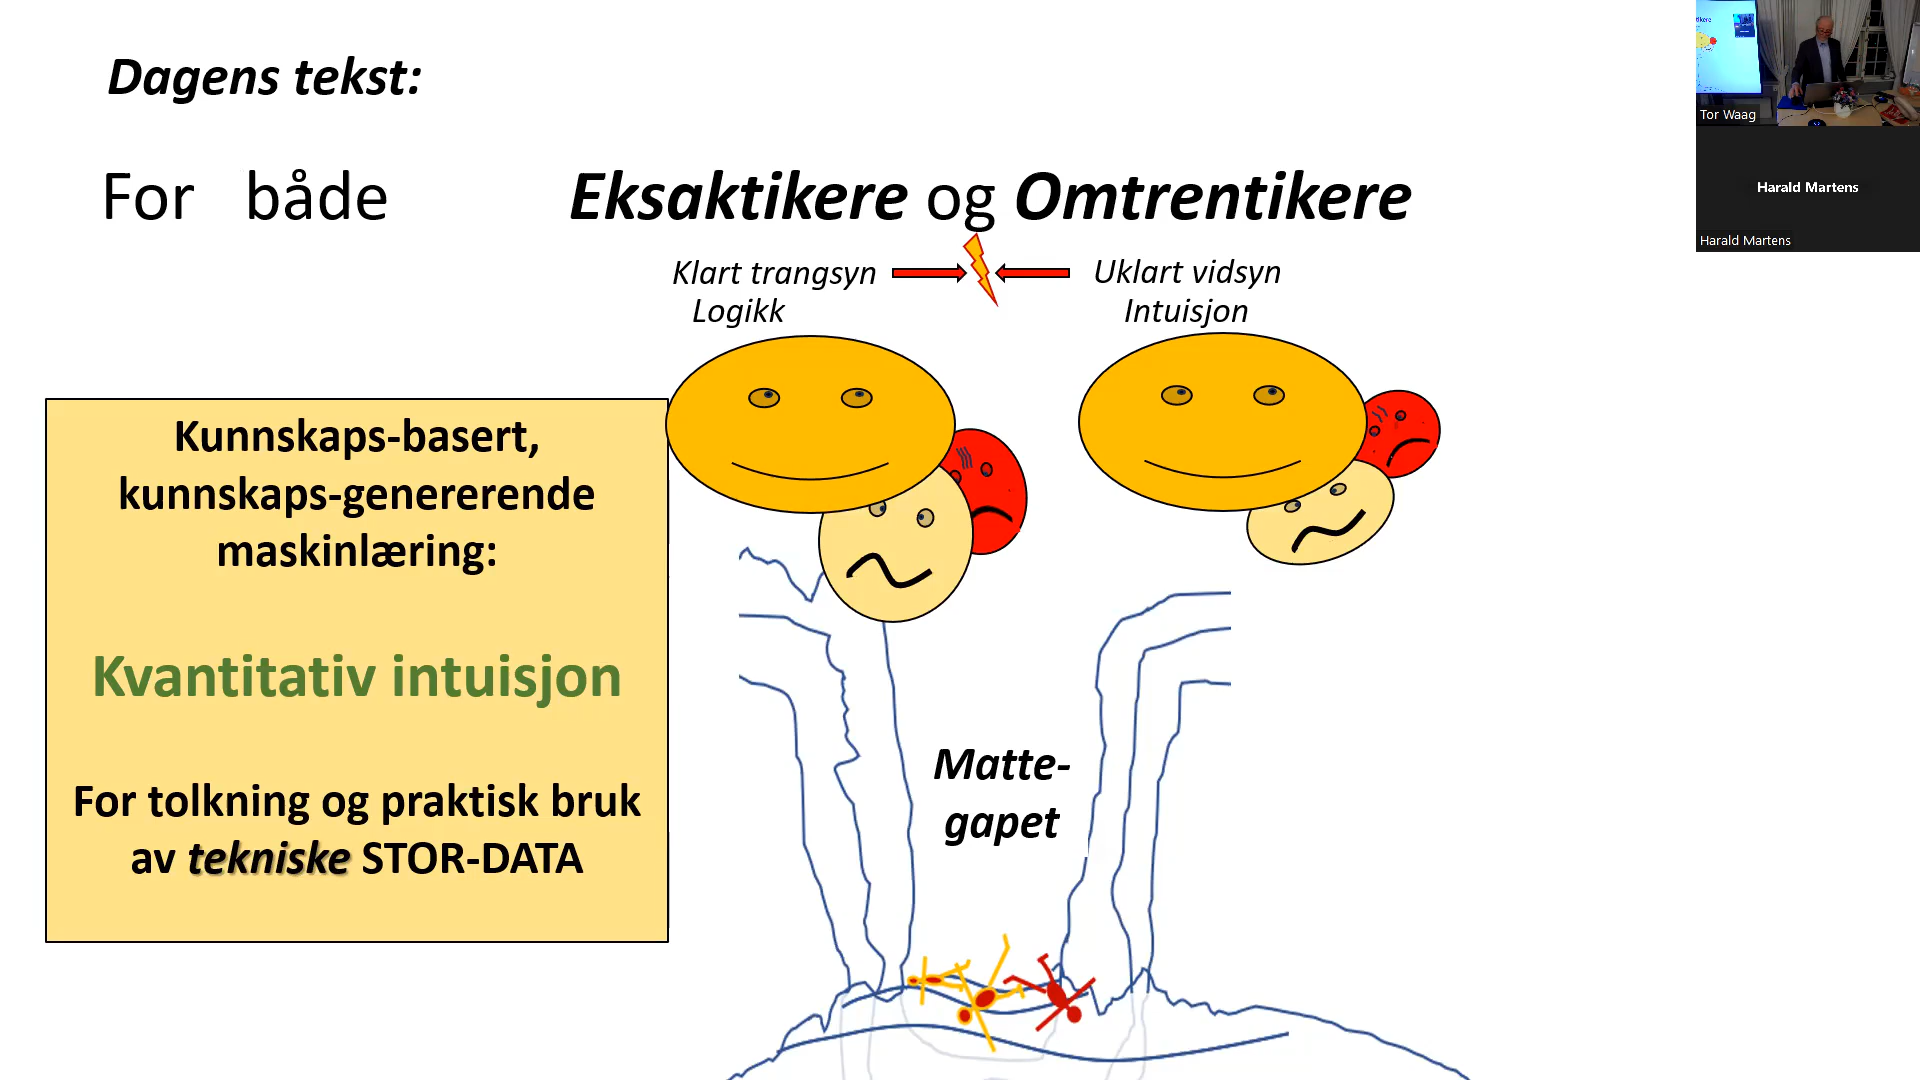 Dagens tekst:
For både Eksaktikere og Omtrentikere
Klart trangsyn Uklart vidsyn
Logikk Intuisjon
Kunnskaps-basert,
kunnskaps-genererende
maskinlæring:
Kvantitativ intuisjon
For tolkning og praktisk bruk
av tekniske STOR-DATA
Matte-
gapet
Tor Waag
Harald Martens
Harald Martens